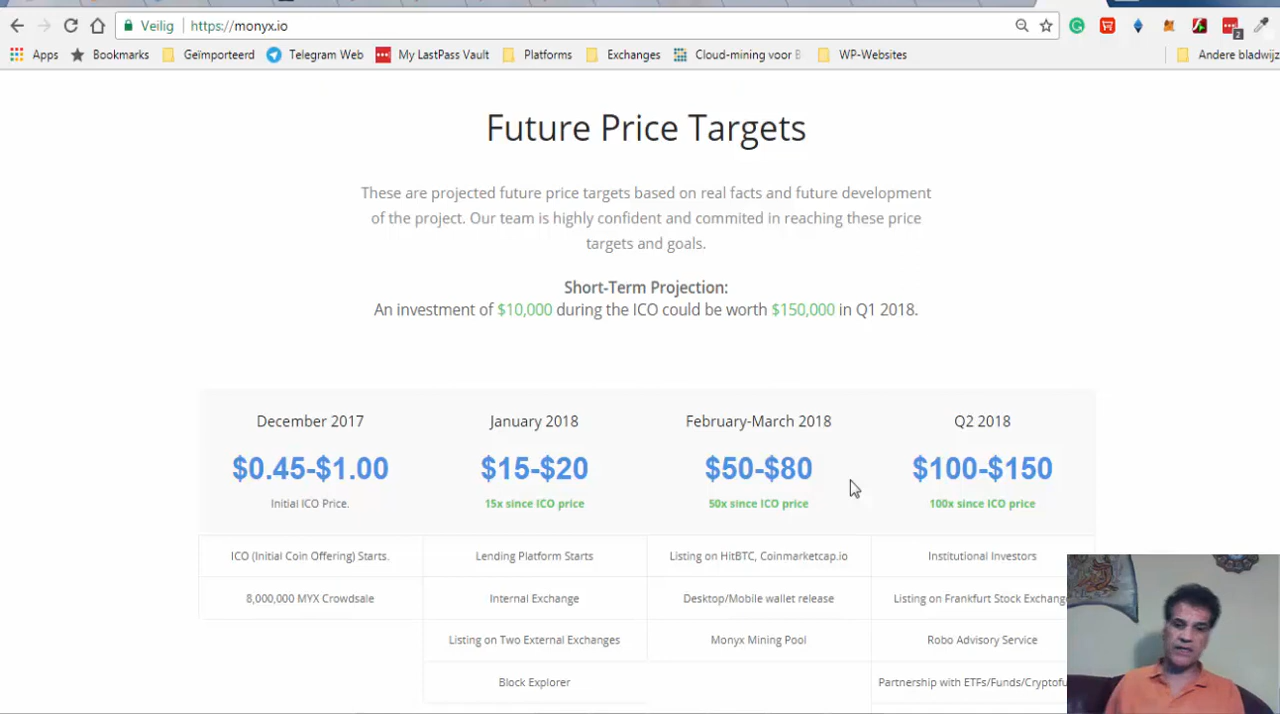 Veilig https://monyx.io
Apps Bookmarks Geïmporteerd Telegram Web My LastPass Vault Platforms Exchanges Cloud-mining voor WP-Websites Andere bladwijz
2
Future Price Targets
These are projected future price targets based on real facts and future development
of the project. Our team is highly confident and commited in reaching these price
targets and goals.
Short-Term Projection:
An investment of $10,000 during the ICO could be worth $150,000 in Q1 2018.
December 2017 January 2018 February-March 2018 Q2 2018
$0.45-$1.00 $15-$20 $50-$80 $100-$150
Initial ICO Price. 15x since ICO price 50x since ICO price 100x since ICO price
ICO (Initial Coin Offering) Starts. Lending Platform Starts Listing on HitBTC, Coinmarketcap.io Institutional Investors
8,000,000 MYX Crowdsale Internal Exchange Desktop/Mobile wallet release Listing on Frankfurt Stock Exchang
Listing on Two External Exchanges Monyx Mining Pool Robo Advisory Service
Block Explorer Partnership with ETFs/Funds/Cryptofu